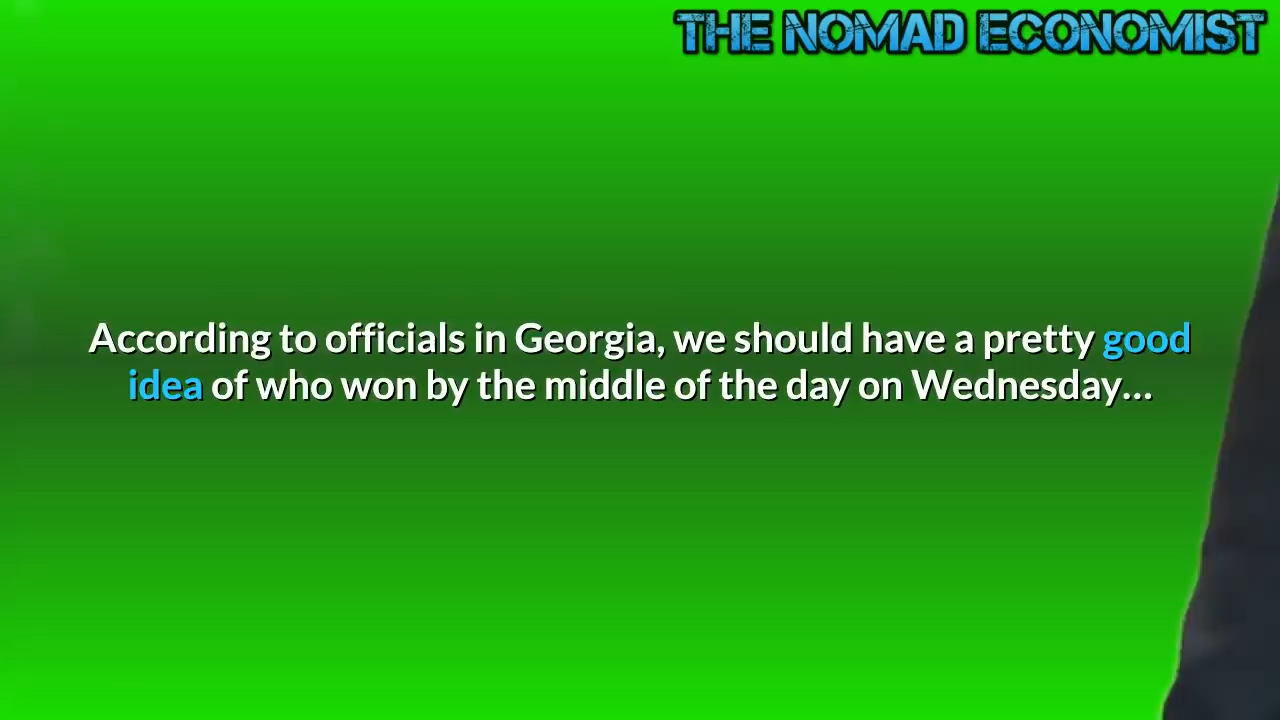 THE NOMAD ECONOMIST
According to officials in Georgia, we should have a pretty good
idea of who won by the middle of the day on Wednesday...